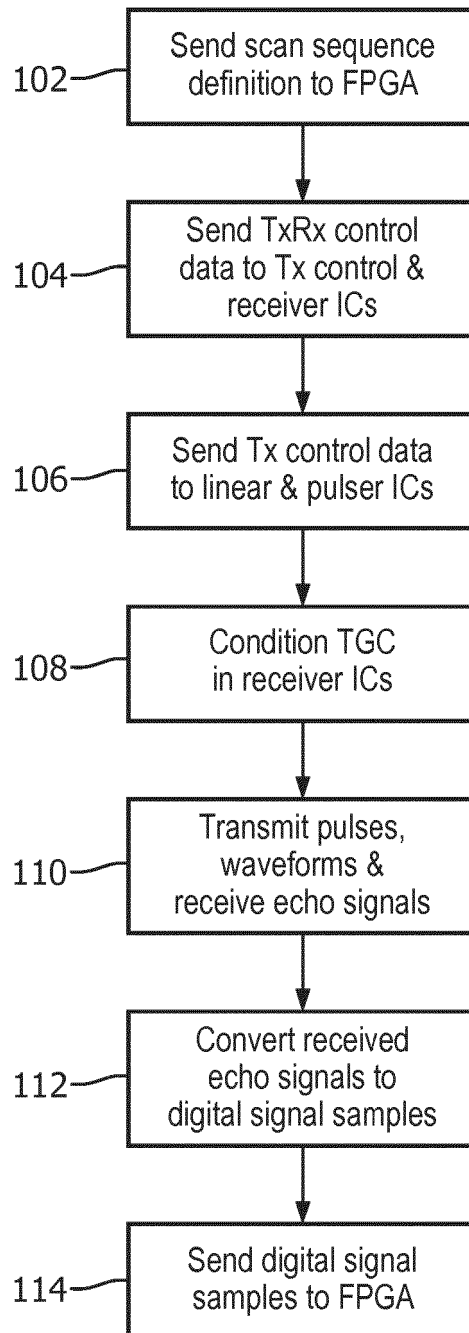 102
Send scan sequence
definition to FPGA
104
Send TxRx control
data to Tx control &
receiver ICs
106
Send Tx control data
to linear & pulser ICs
108
Condition TGC
in receiver ICs
110
Transmit pulses,
waveforms &
receive echo signals
112
Convert received
echo signals to
digital signal samples
114
Send digital signal
samples to FPGA